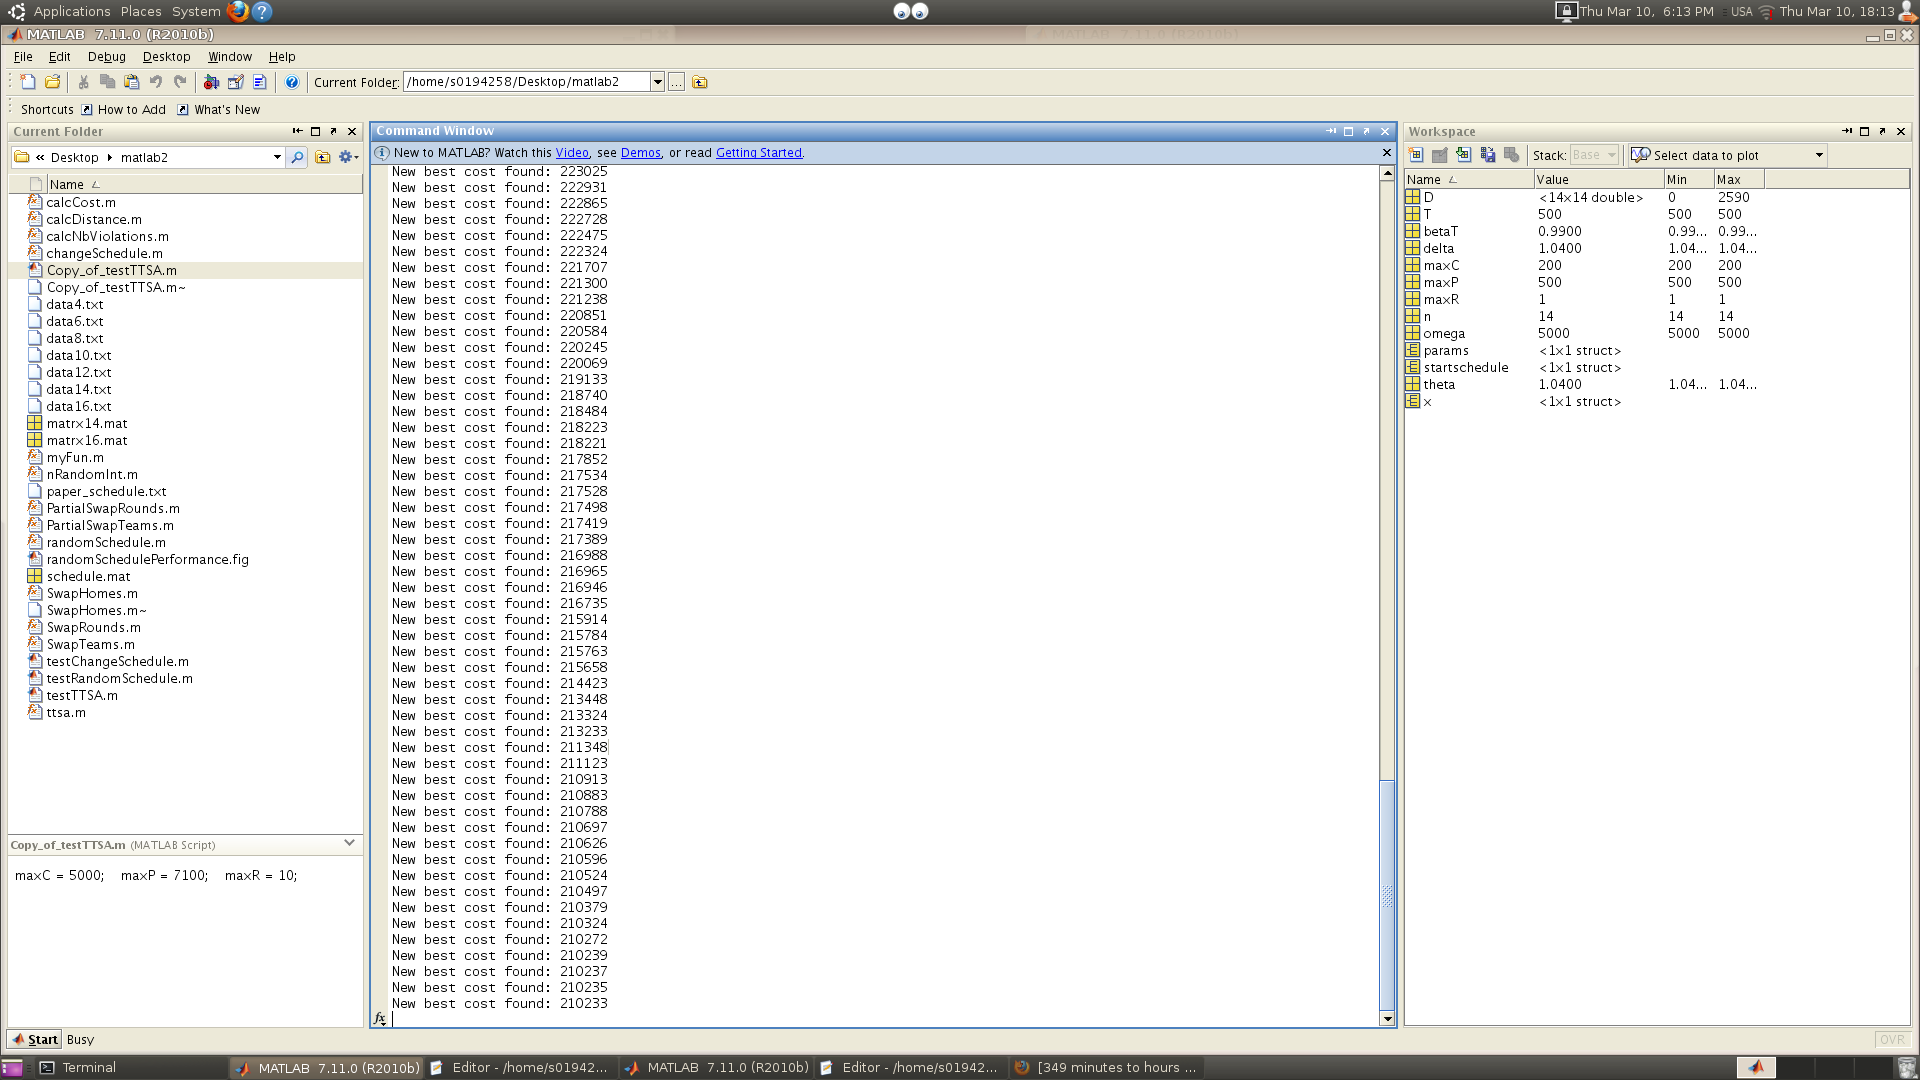 Applications Places System
Thu Mar 10, 6:13 PM USA Thu Mar 10, 18:13
MATLAB 7.11.0 (R2010b)
File Edit Debug Desktop Window Help
Current Folder: /home/s0194258/Desktop/matlab2
Shortcuts How to Add What's New
Current Folder
« Desktop matlab2
Name
calcCost.m
calcDistance.m
calcNbViolations.m
changeSchedule.m
Copy_of_testTTSA.m
Copy_of_testTTSA.m~
data4.txt
data6.txt
data8.txt
data10.txt
data12.txt
data14.txt
data16.txt
matrx14.mat
matrx16.mat
myFun.m
nRandomInt.m
paper_schedule.txt
PartialSwapRounds.m
PartialSwapTeams.m
randomSchedule.m
randomSchedulePerformance.fig
schedule.mat
SwapHomes.m
SwapHomes.m~
SwapRounds.m
SwapTeams.m
testChangeSchedule.m
testRandomSchedule.m
testTTSA.m
ttsa.m
Copy_of_testTTSA.m (MATLAB Script)
maxC = 5000; maxP = 7100; maxR = 10;
Command Window
New to MATLAB? Watch this Video, see Demos, or read Getting Started.
New best cost found: 223025
New best cost found: 222931
New best cost found: 222865
New best cost found: 222728
New best cost found: 222475
New best cost found: 222324
New best cost found: 221707
New best cost found: 221300
New best cost found: 221238
New best cost found: 220851
New best cost found: 220584
New best cost found: 220245
New best cost found: 220069
New best cost found: 219133
New best cost found: 218740
New best cost found: 218484
New best cost found: 218223
New best cost found: 218221
New best cost found: 217852
New best cost found: 217534
New best cost found: 217528
New best cost found: 217498
New best cost found: 217419
New best cost found: 217389
New best cost found: 216988
New best cost found: 216965
New best cost found: 216946
New best cost found: 216735
New best cost found: 215914
New best cost found: 215784
New best cost found: 215763
New best cost found: 215658
New best cost found: 214423
New best cost found: 213448
New best cost found: 213324
New best cost found: 213233
New best cost found: 211348
New best cost found: 211123
New best cost found: 210913
New best cost found: 210883
New best cost found: 210788
New best cost found: 210697
New best cost found: 210626
New best cost found: 210596
New best cost found: 210524
New best cost found: 210497
New best cost found: 210379
New best cost found: 210324
New best cost found: 210272
New best cost found: 210239
New best cost found: 210237
New best cost found: 210235
New best cost found: 210233
fx
Workspace
Stack: Base Select data to plot
Name Value Min Max
D <14x14 double> 0 2590
T 500 500 500
betaT 0.9900 0.99... 0.99...
delta 1.0400 1.04... 1.04...
maxC 200 200 200
maxP 500 500 500
maxR 1 1 1
n 14 14 14
omega 5000 5000 5000
params <1x1 struct>
startschedule <1x1 struct>
theta 1.0400 1.04... 1.04...
x <1x1 struct>
Start Busy
OVR
Terminal MATLAB 7.11.0 (R2010b) Editor - /home/s01942... MATLAB 7.11.0 (R2010b) Editor - /home/s01942... [349 minutes to hours ...